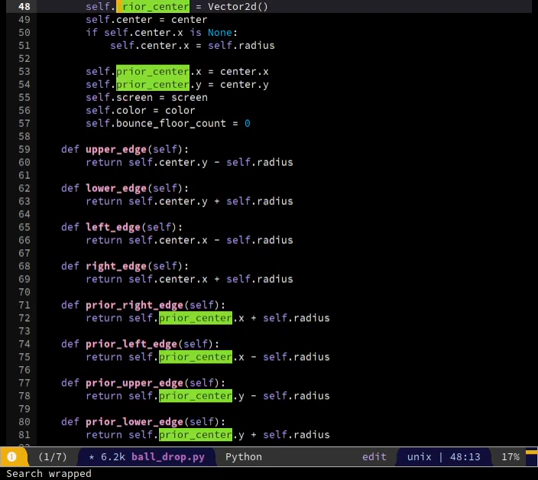 48 self.prior_center = Vector2d()
49 self.center = center
50 if self.center.x is None:
51 self.center.x = self.radius
52
53 self.prior_center.x = center.x
54 self.prior_center.y = center.y
55 self.screen = screen
56 self.color = color
57 self.bounce_floor_count = 0
58
59 def upper_edge(self):
60 return self.center.y - self.radius
61
62 def lower_edge(self):
63 return self.center.y + self.radius
64
65 def left_edge(self):
66 return self.center.x - self.radius
67
68 def right_edge(self):
69 return self.center.x + self.radius
70
71 def prior_right_edge(self):
72 return self.prior_center.x + self.radius
73
74 def prior_left_edge(self):
75 return self.prior_center.x - self.radius
76
77 def prior_upper_edge(self):
78 return self.prior_center.y - self.radius
79
80 def prior_lower_edge(self):
81 return self.prior_center.y + self.radius
(1/7) * 6.2k ball_drop.py Python edit unix | 48:13 17%
Search wrapped